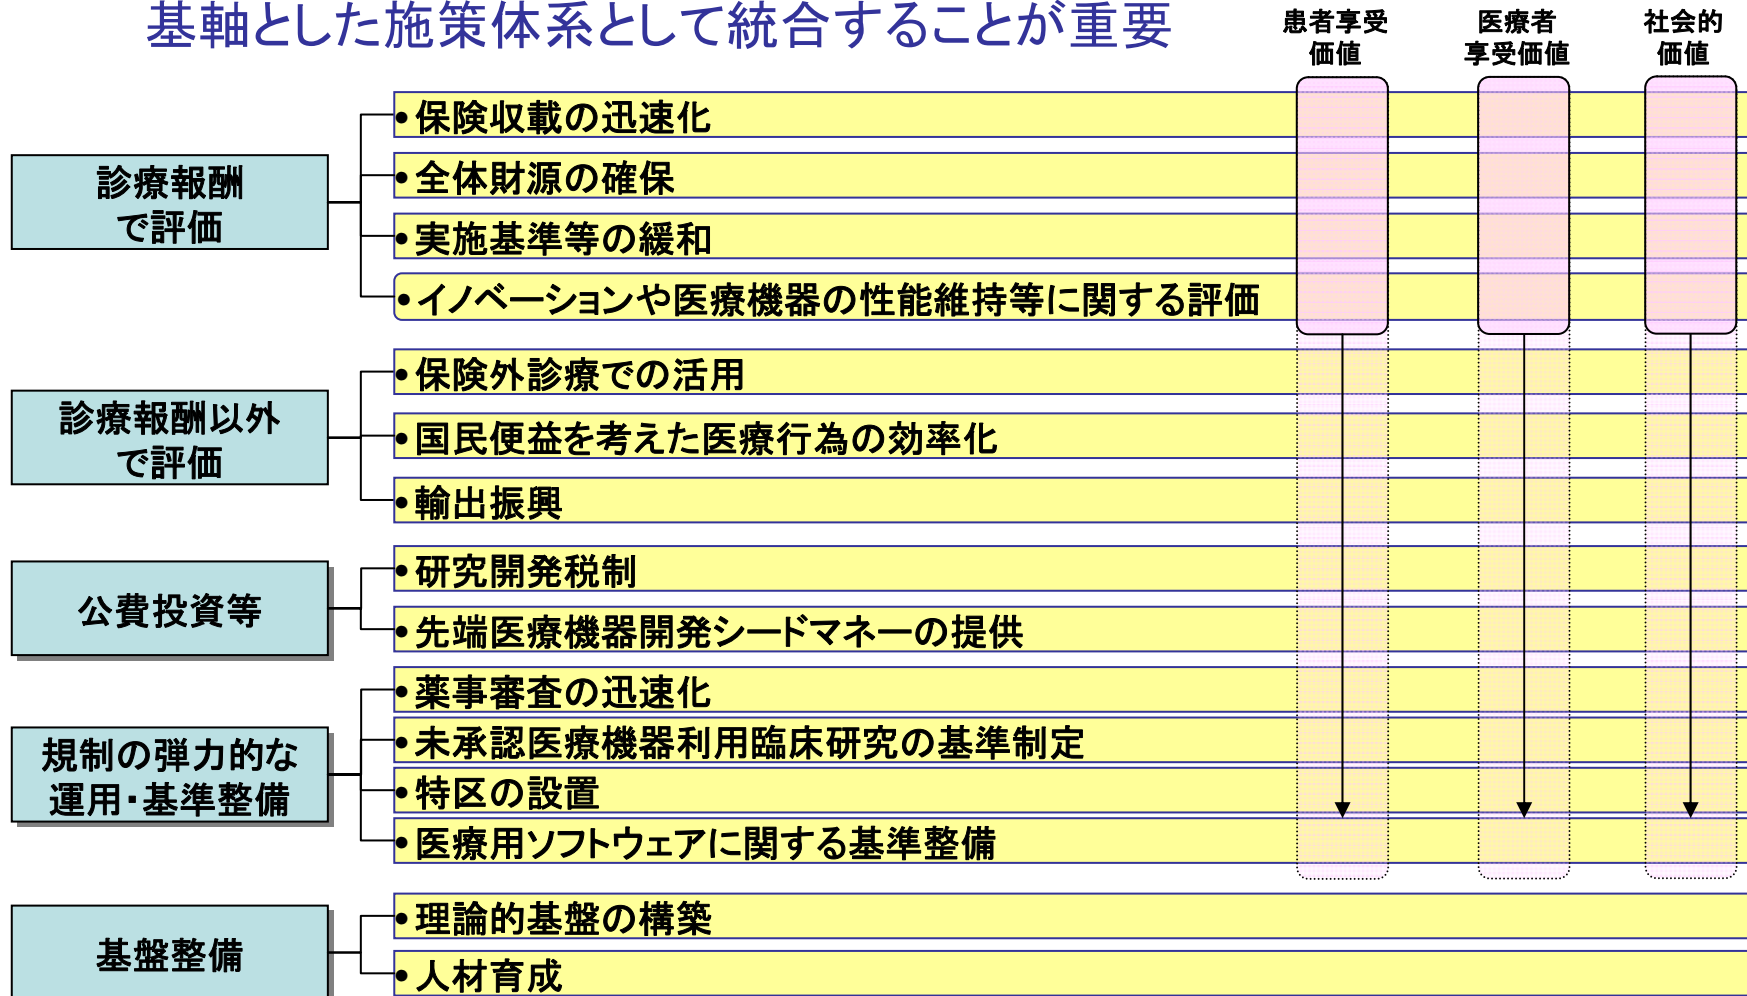 基軸とした施策体系として統合することが重要
患者享受
価値
医療者
享受価値
社会的
価値
診療報酬
で評価
•保険収載の迅速化
•全体財源の確保
•実施基準等の緩和
•イノベーションや医療機器の性能維持等に関する評価
診療報酬以外
で評価
•保険外診療での活用
•国民便益を考えた医療行為の効率化
•輸出振興
公費投資等
•研究開発税制
•先端医療機器開発シードマネーの提供
規制の弾力的な
運用・基準整備
•薬事審査の迅速化
•未承認医療機器利用臨床研究の基準制定
•特区の設置
•医療用ソフトウェアに関する基準整備
基盤整備
•理論的基盤の構築
•人材育成